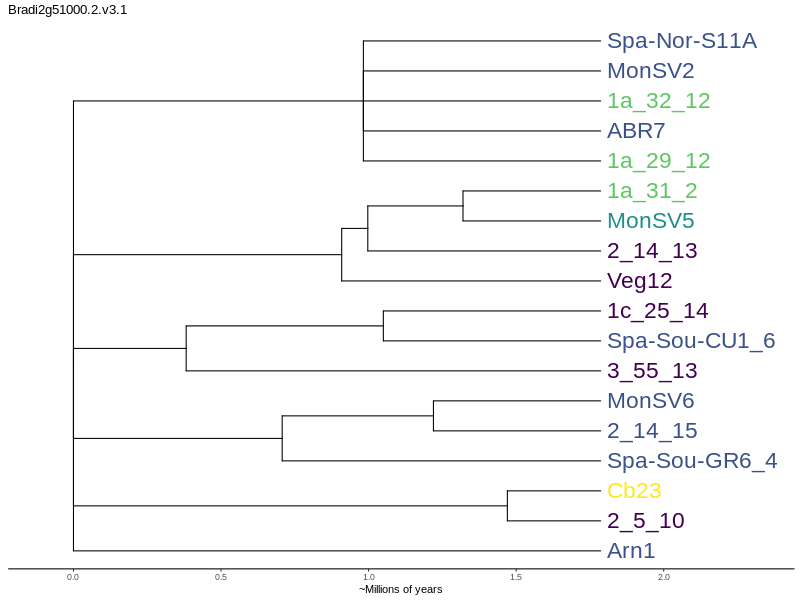 Bradi2g51000.2.v3.1
Spa-Nor-S11A
MonSV2
1a_32_12
ABR7
1a_29_12
1a_31_2
MonSV5
2_14_13
Veg12
1c_25_14
Spa-Sou-CU1_6
3_55_13
MonSV6
2_14_15
Spa-Sou-GR6_4
Cb23
2_5_10
Arn1
0.0 0.5 1.0 1.5 2.0
~Millions of years